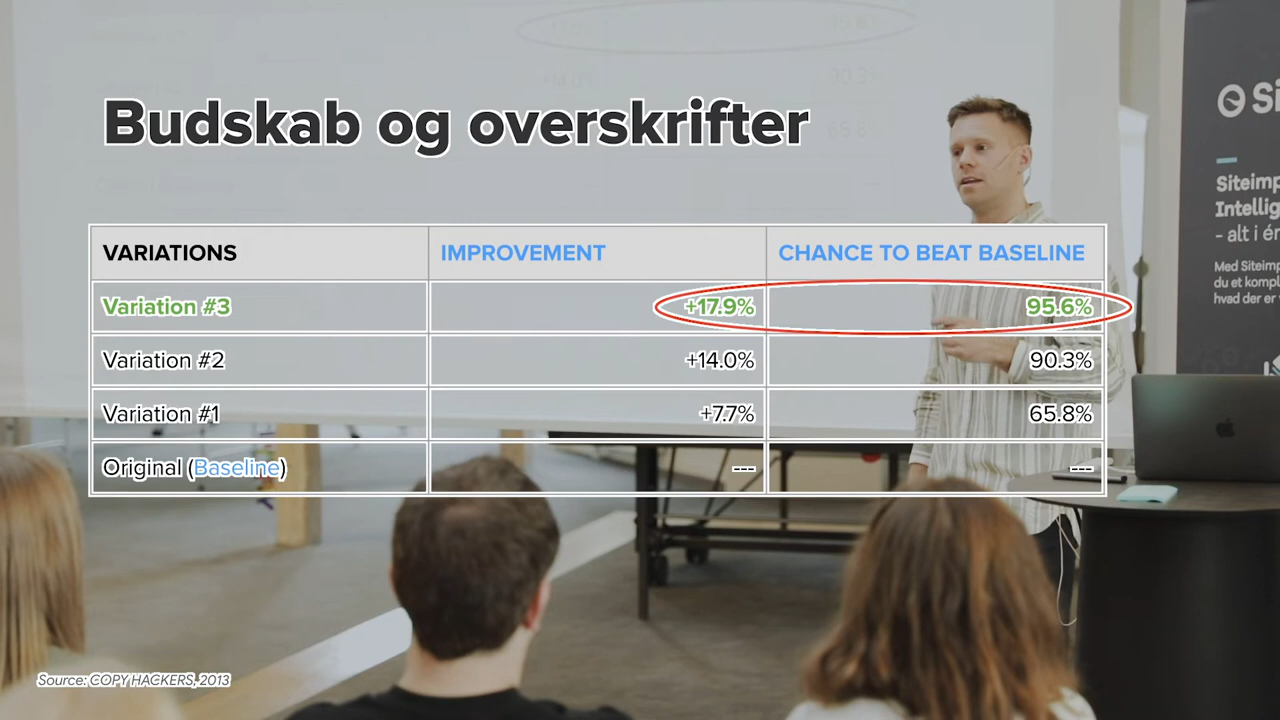 Budskab og overskrifter
VARIATIONS IMPROVEMENT CHANCE TO BEAT BASELINE
Variation #3 +17.9% 95.6%
Variation #2 +14.0% 90.3%
Variation #1 +7.7% 65.8%
Original (Baseline) --- ---
Source: COPY HACKERS, 2013
Si
Siteimp
Intellig
- alt i én
Med Siteimp
du et kompl
hvad der er v